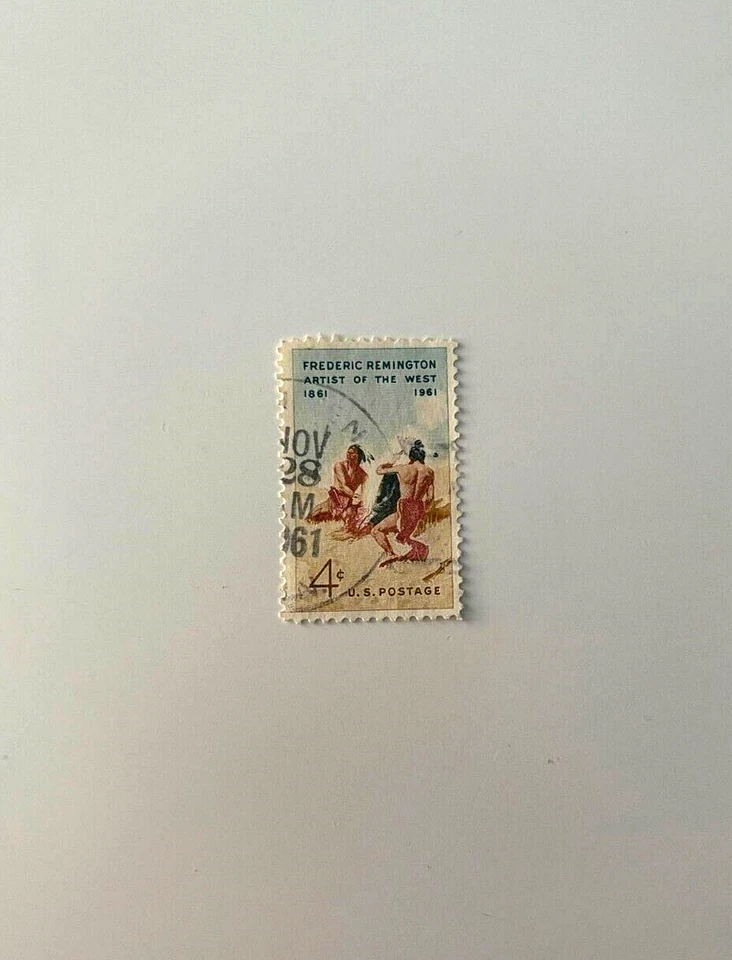 FREDERIC REMINGTON
ARTIST OF THE WEST
1861 1961
NOV
28
M
961
4¢ U.S. POSTAGE